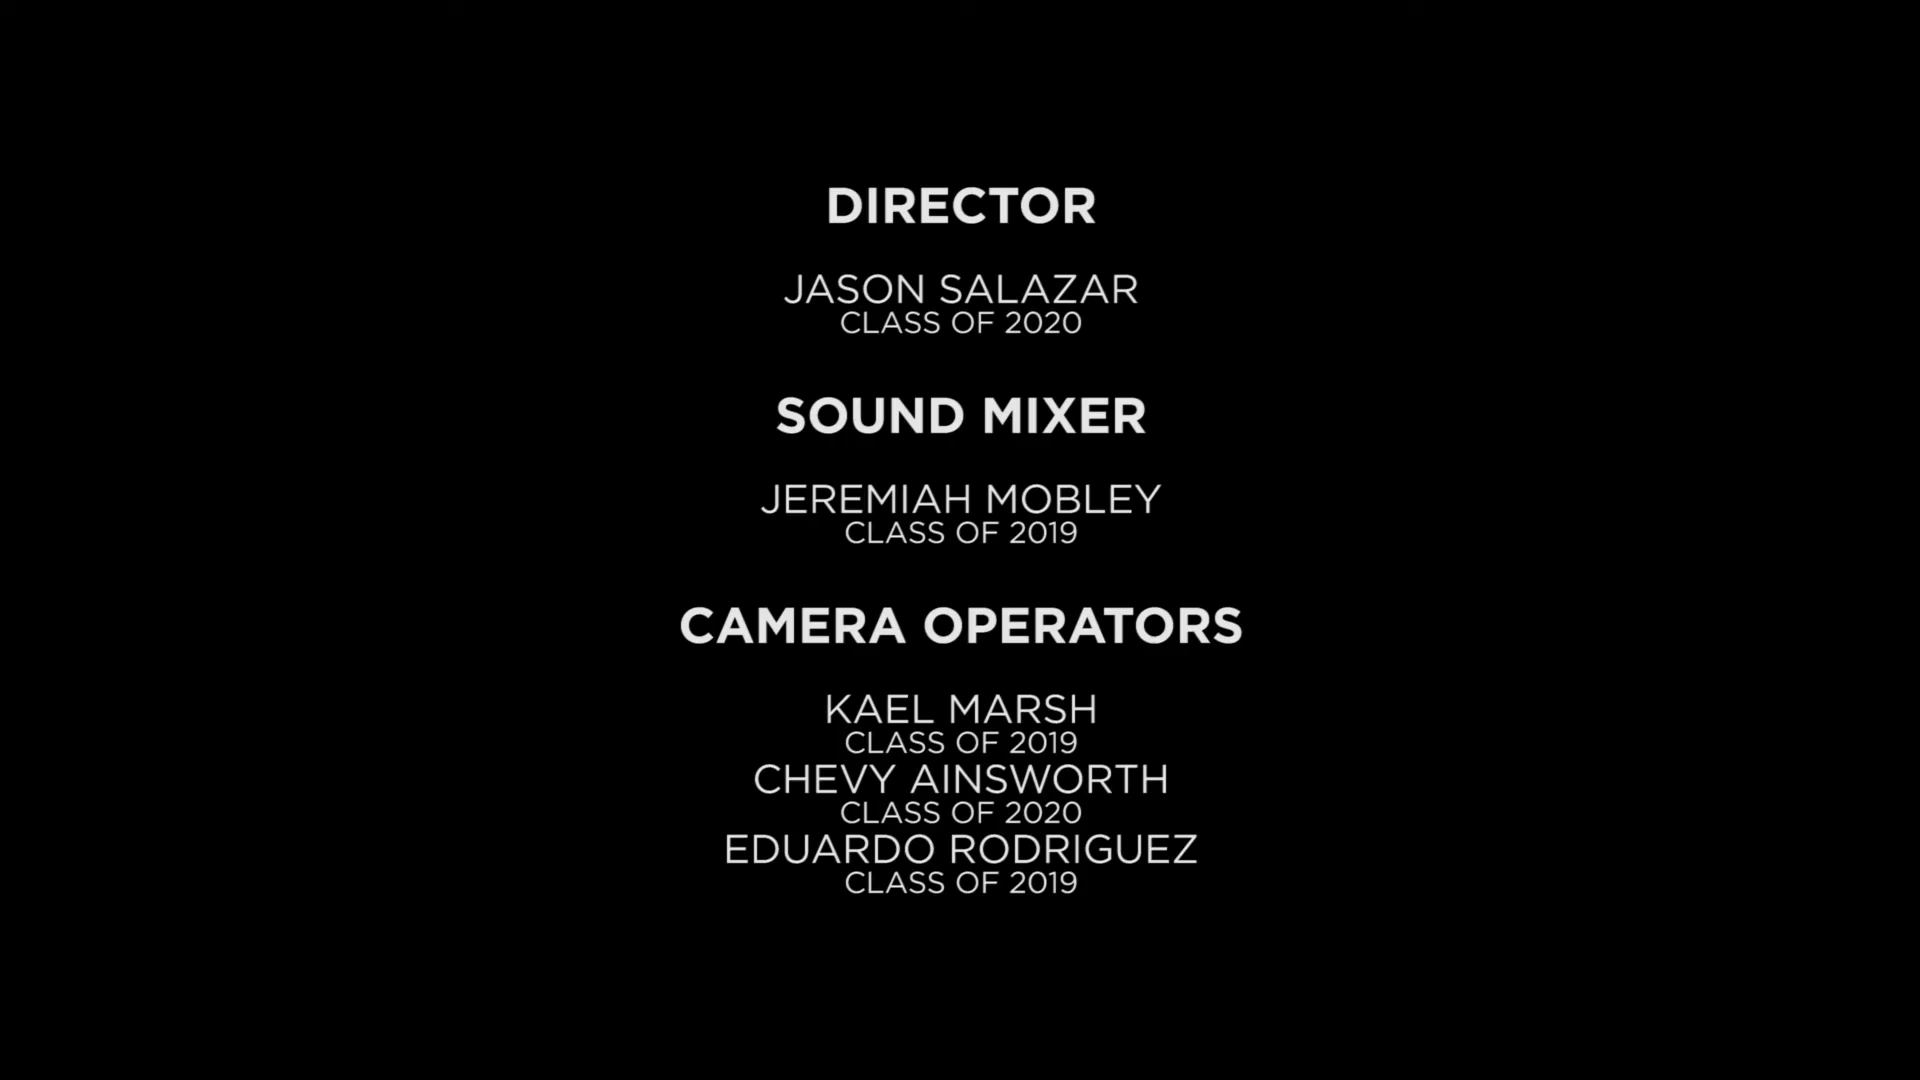 DIRECTOR
JASON SALAZAR
CLASS OF 2020
SOUND MIXER
JEREMIAH MOBLEY
CLASS OF 2019
CAMERA OPERATORS
KAEL MARSH
CLASS OF 2019
CHEVY AINSWORTH
CLASS OF 2020
EDUARDO RODRIGUEZ
CLASS OF 2019